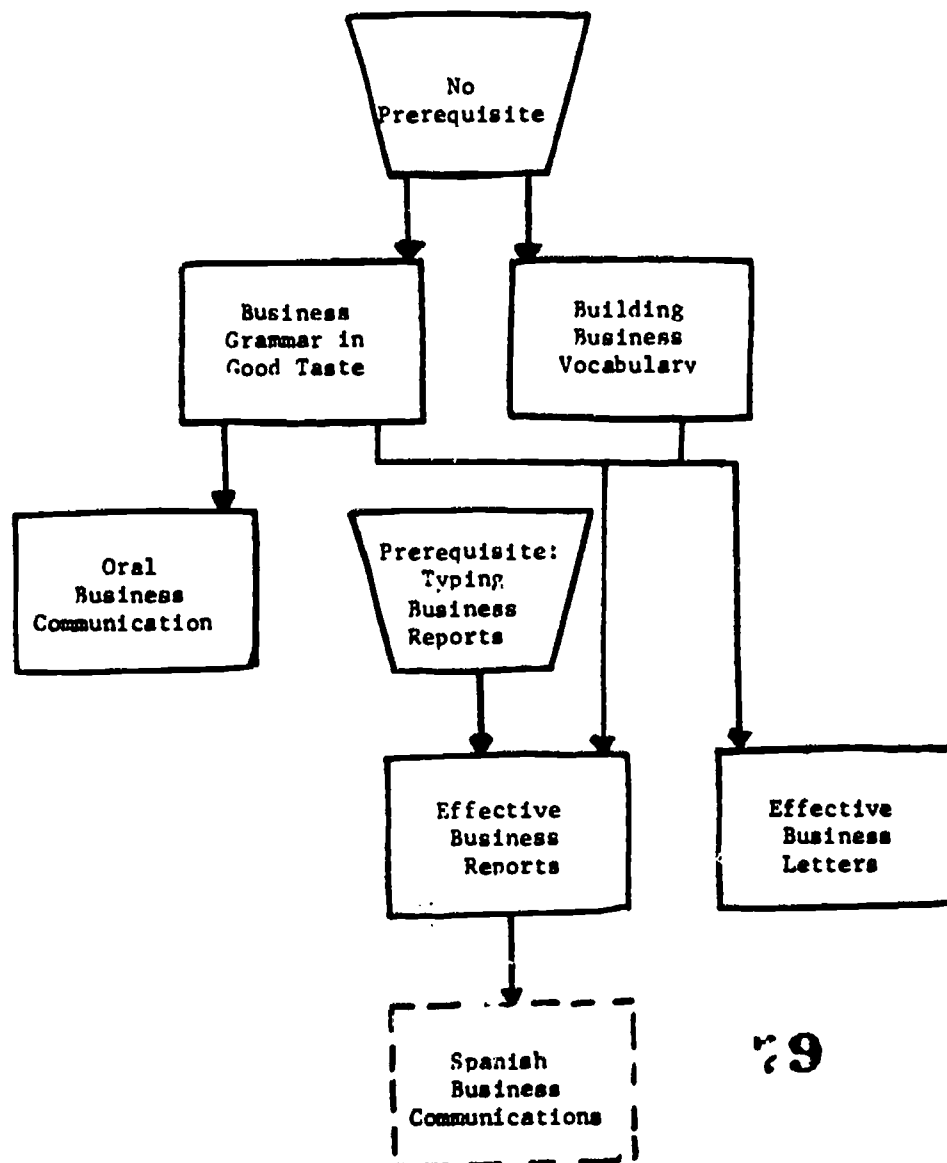 No
Prerequisite
Business
Grammar in
Good Taste
Building
Business
Vocabulary
Oral
Business
Communication
Prerequisite:
Typing
Business
Reports
Effective
Business
Reports
Effective
Business
Letters
Spanish
Business
Communications
79